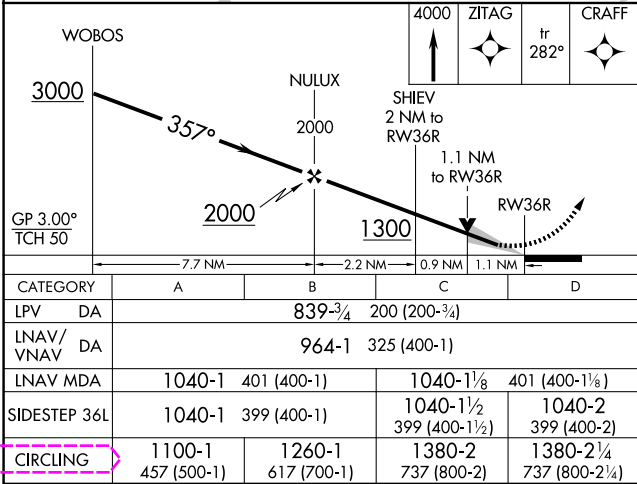 4000 ZITAG tr 282° CRAFF
WOBOS
3000
357°
NULUX
2000
2000
SHIEV
2 NM to
RW36R
1300
1.1 NM
to RW36R
RW36R
GP 3.00°
TCH 50
7.7 NM 2.2 NM 0.9 NM 1.1 NM
CATEGORY A B C D
LPV DA 839-¾ 200 (200-¾)
LNAV/ VNAV DA 964-1 325 (400-1)
LNAV MDA 1040-1 401 (400-1) 1040-1⅛ 401 (400-1⅛)
SIDESTEP 36L 1040-1 399 (400-1) 1040-1½ 399 (400-1½) 1040-2 399 (400-2)
CIRCLING 1100-1 457 (500-1) 1260-1 617 (700-1) 1380-2 737 (800-2) 1380-2¼ 737 (800-2¼)